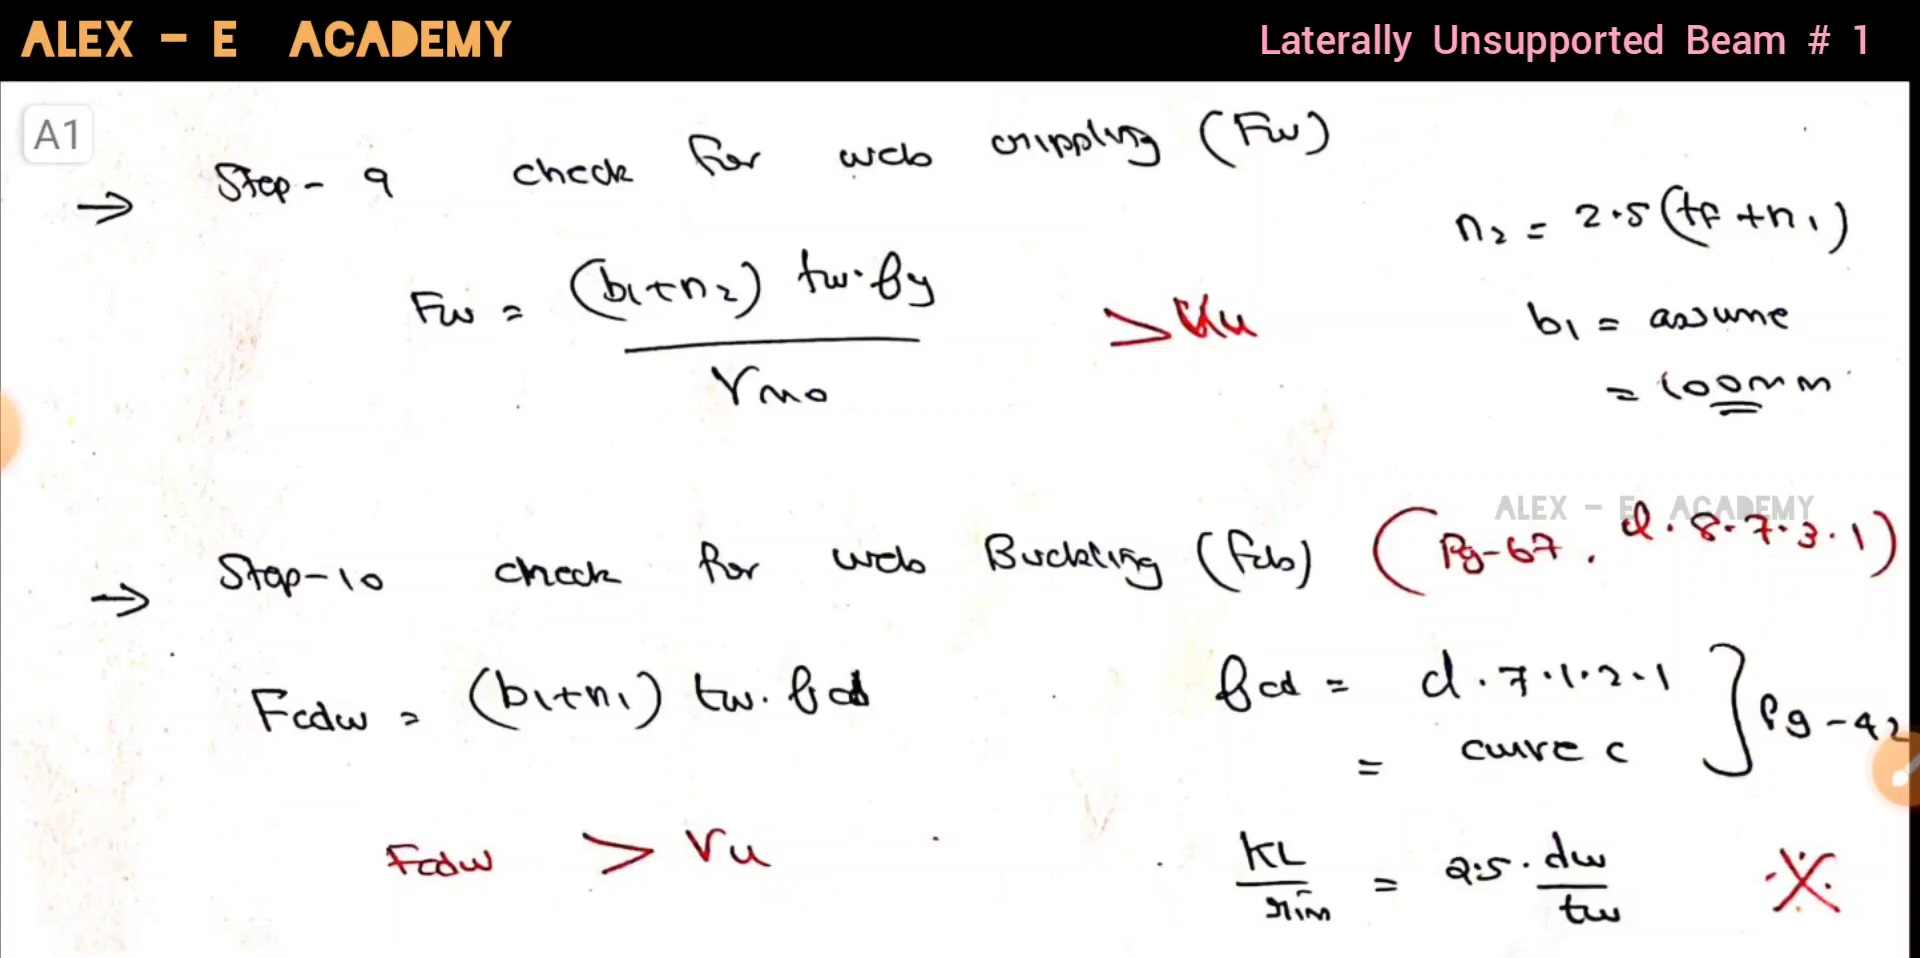 ALEX - E ACADEMY
Laterally Unsupported Beam # 1
A1
→ Step - 9 check for web crippling (Fw)
n2 = 2.5 (tf + n1)
Fw = (b1+n2) tw. fy / γmo > Vu
b1 = assume
= 100mm
ALEX - E ACADEMY
→ Step-10 check for web Buckling (Fcb) (Pg-67, cl.8.7.3.1)
Fcdw = (b1+n1) tw. fcd
fcd = cl.7.1.2.1
= curve c
] Pg - 42
Fcdw > Vu
KL / rmin = 2.5. dw / tw